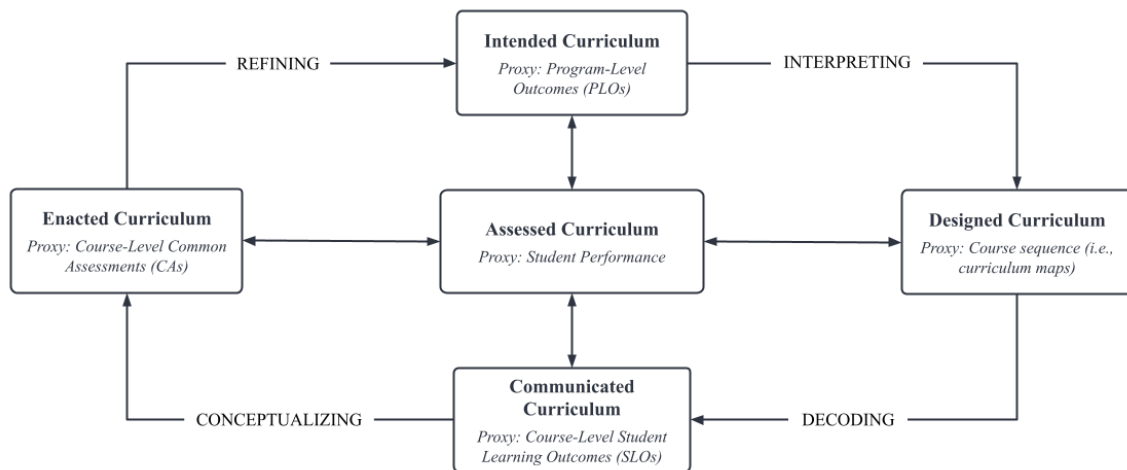 Intended Curriculum
Proxy: Program-Level
Outcomes (PLOs)
REFINING
INTERPRETING
Enacted Curriculum
Proxy: Course-Level Common
Assessments (CAs)
Assessed Curriculum
Proxy: Student Performance
Designed Curriculum
Proxy: Course sequence (i.e.,
curriculum maps)
Communicated
Curriculum
Proxy: Course-Level Student
Learning Outcomes (SLOs)
CONCEPTUALIZING
DECODING